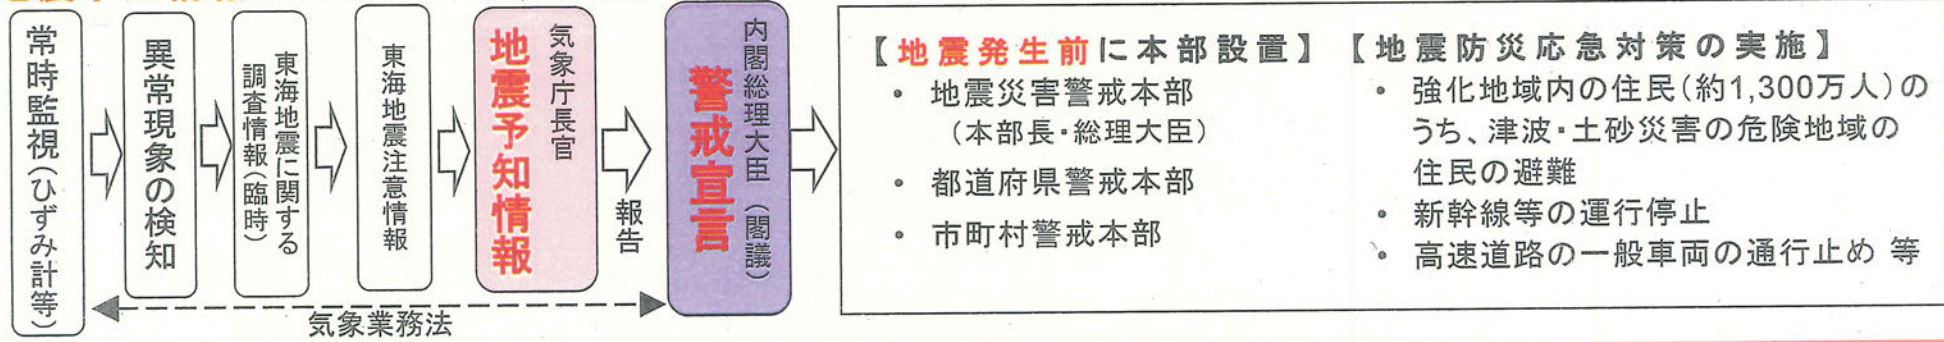 常時監視(ひずみ計等)
異常現象の検知
東海地震に関する
調査情報(臨時)
東海地震注意情報
気象庁長官
地震予知情報
報告
内閣総理大臣(閣議)
警戒宣言
気象業務法
【地震発生前に本部設置】
・ 地震災害警戒本部
(本部長・総理大臣)
・ 都道府県警戒本部
・ 市町村警戒本部
【地震防災応急対策の実施】
・ 強化地域内の住民(約1,300万人)の
うち、津波・土砂災害の危険地域の
住民の避難
・ 新幹線等の運行停止
・ 高速道路の一般車両の通行止め 等